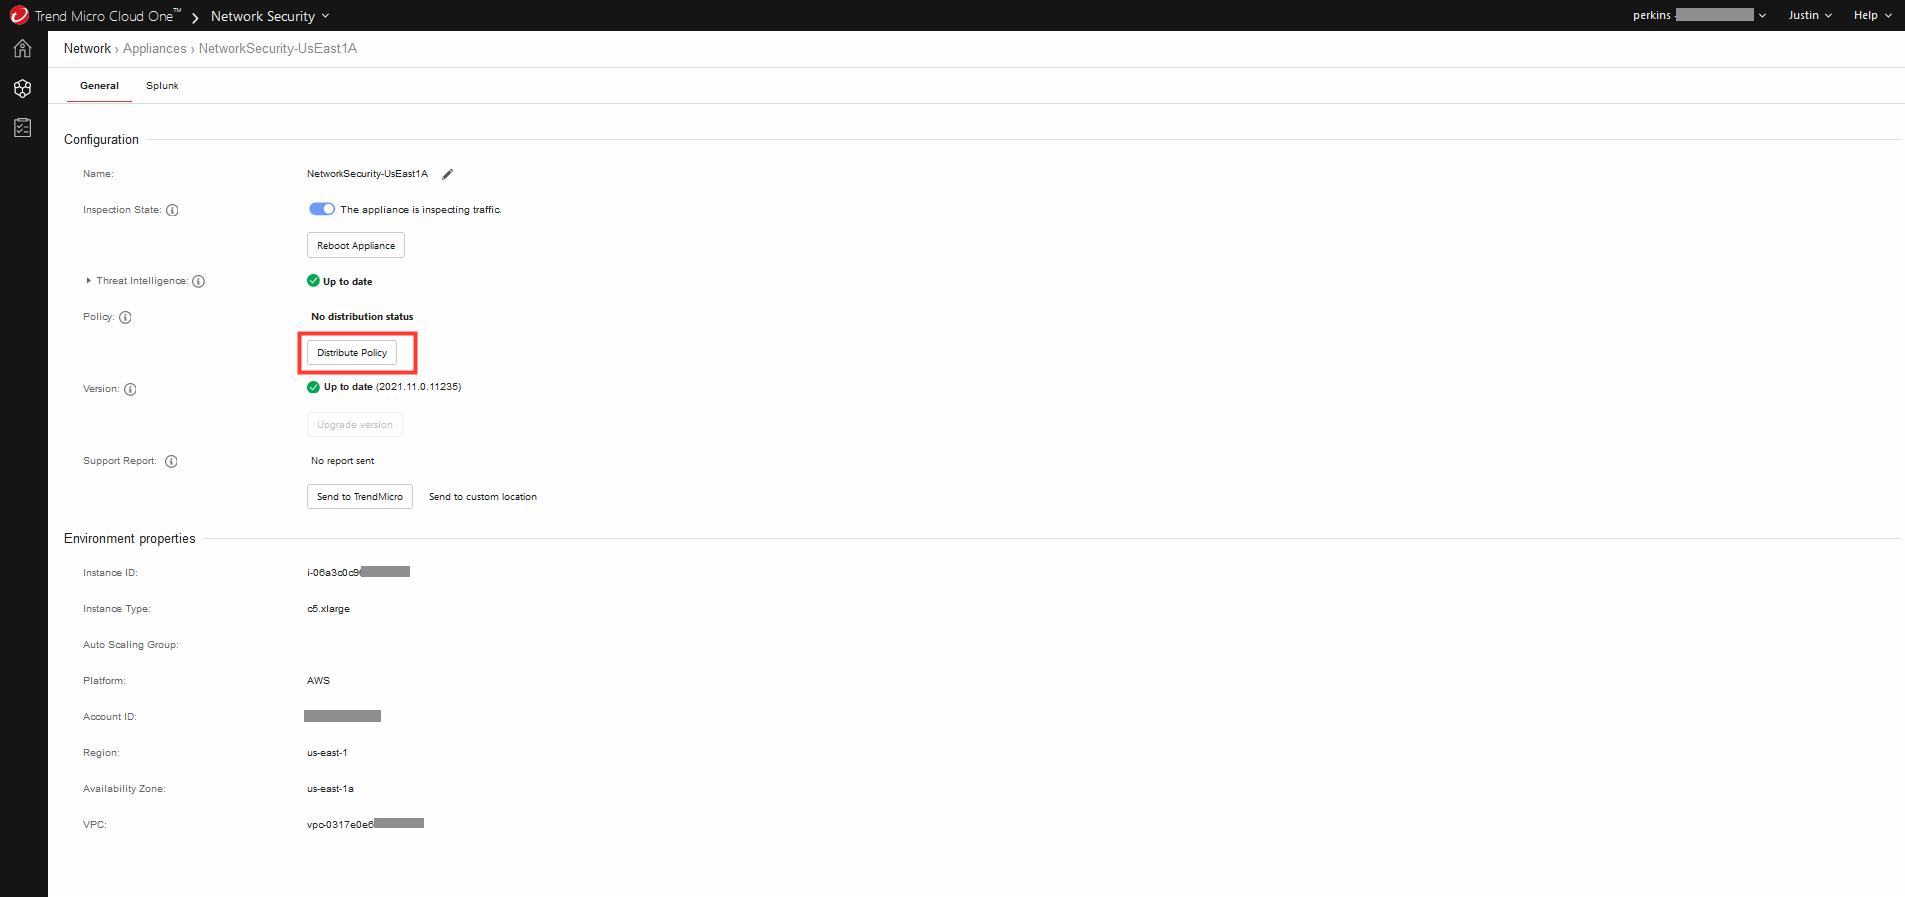 Trend Micro Cloud One™ > Network Security
perkins - Justin Help
Network › Appliances › NetworkSecurity-UsEast1A
General Splunk
Configuration
Name: NetworkSecurity-UsEast1A
Inspection State: The appliance is inspecting traffic.
Reboot Appliance
Threat Intelligence: Up to date
Policy: No distribution status
Distribute Policy
Version: Up to date (2021.11.0.11235)
Upgrade version
Support Report: No report sent
Send to TrendMicro Send to custom location
Environment properties
Instance ID: i-06a3c0c9
Instance Type: c5.xlarge
Auto Scaling Group:
Platform: AWS
Account ID:
Region: us-east-1
Availability Zone: us-east-1a
VPC: vpc-0317e0e6